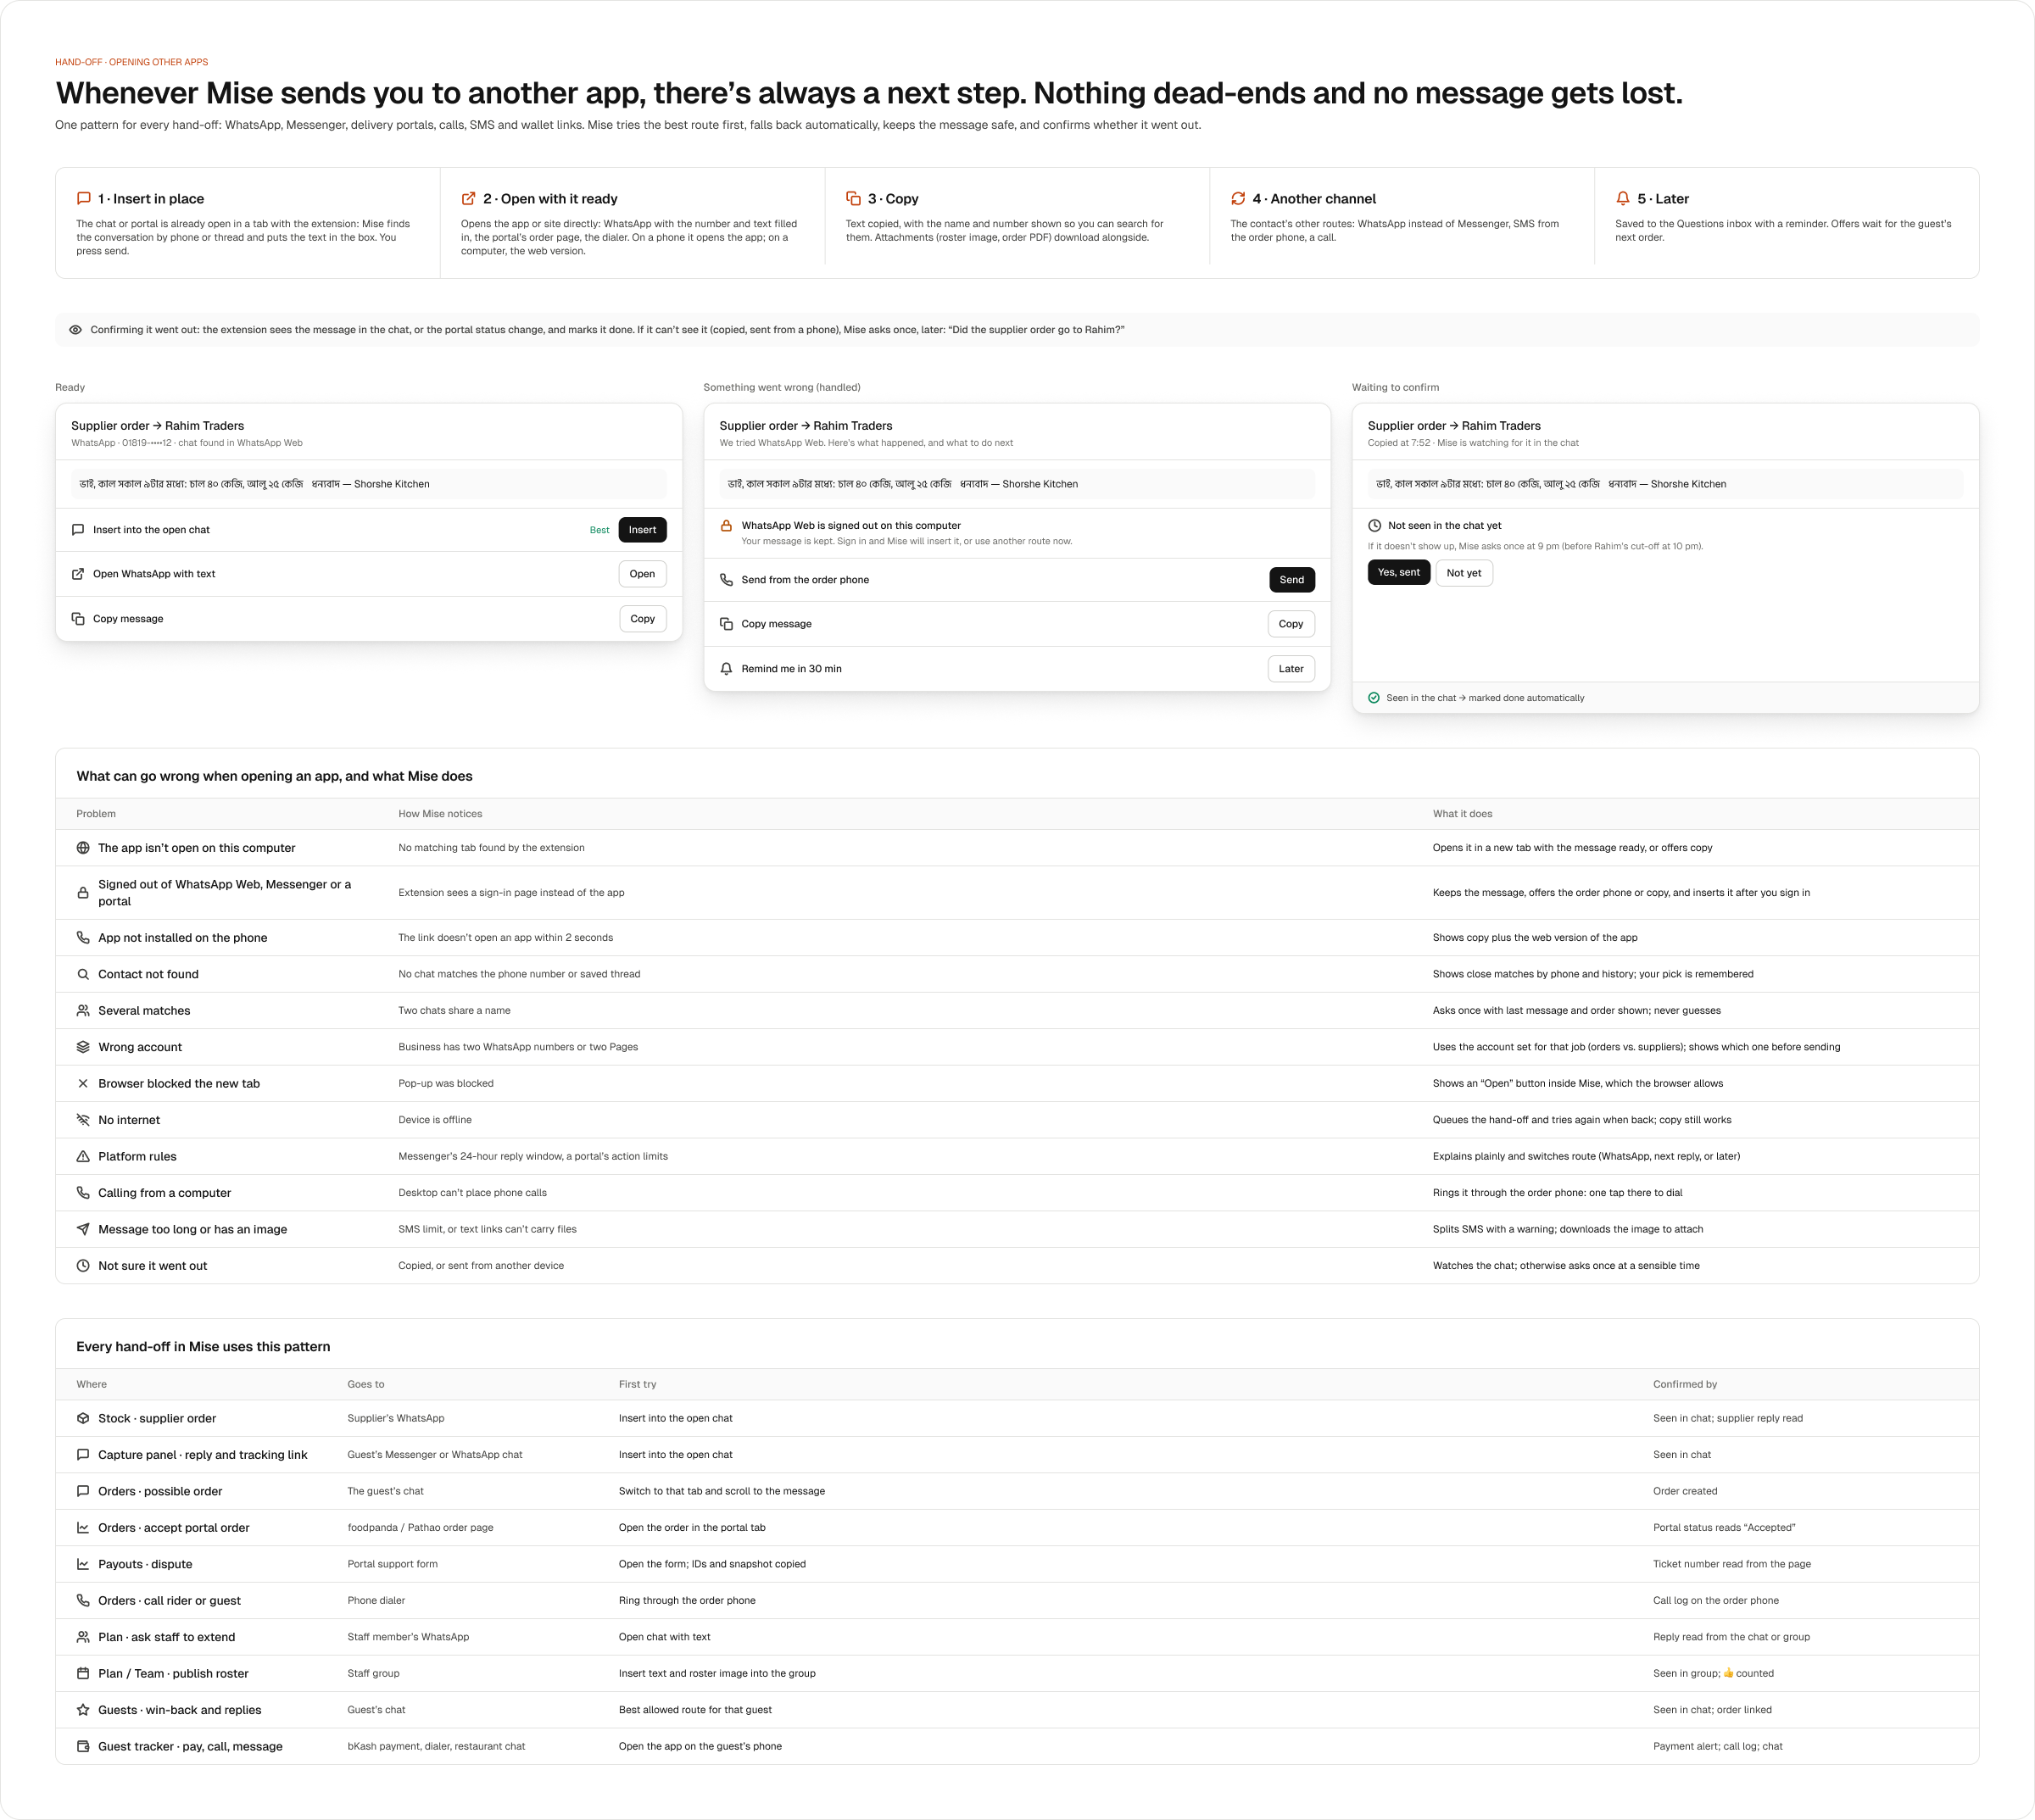 HAND-OFF · OPENING OTHER APPS
Whenever Mise sends you to another app, there’s always a next step. Nothing dead-ends and no message gets lost.
One pattern for every hand-off: WhatsApp, Messenger, delivery portals, calls, SMS and wallet links. Mise tries the best route first, falls back automatically, keeps the message safe, and confirms whether it went out.
1 · Insert in place
The chat or portal is already open in a tab with the extension: Mise finds
the conversation by phone or thread and puts the text in the box. You
press send.
2 · Open with it ready
Opens the app or site directly: WhatsApp with the number and text filled
in, the portal’s order page, the dialer. On a phone it opens the app; on a
computer, the web version.
3 · Copy
Text copied, with the name and number shown so you can search for
them. Attachments (roster image, order PDF) download alongside.
4 · Another channel
The contact’s other routes: WhatsApp instead of Messenger, SMS from
the order phone, a call.
5 · Later
Saved to the Questions inbox with a reminder. Offers wait for the guest’s
next order.
Confirming it went out: the extension sees the message in the chat, or the portal status change, and marks it done. If it can’t see it (copied, sent from a phone), Mise asks once, later: “Did the supplier order go to Rahim?”
Ready
Supplier order → Rahim Traders
WhatsApp · 01819-••••12 · chat found in WhatsApp Web
ভাই, কাল সকাল ৯টার মধ্যে: চাল ৪০ কেজি, আলু ২৫ কেজি ধন্যবাদ — Shorshe Kitchen
Insert into the open chat Best Insert
Open WhatsApp with text Open
Copy message Copy
Something went wrong (handled)
Supplier order → Rahim Traders
We tried WhatsApp Web. Here’s what happened, and what to do next
ভাই, কাল সকাল ৯টার মধ্যে: চাল ৪০ কেজি, আলু ২৫ কেজি ধন্যবাদ — Shorshe Kitchen
WhatsApp Web is signed out on this computer
Your message is kept. Sign in and Mise will insert it, or use another route now.
Send from the order phone Send
Copy message Copy
Remind me in 30 min Later
Waiting to confirm
Supplier order → Rahim Traders
Copied at 7:52 · Mise is watching for it in the chat
ভাই, কাল সকাল ৯টার মধ্যে: চাল ৪০ কেজি, আলু ২৫ কেজি ধন্যবাদ — Shorshe Kitchen
Not seen in the chat yet
If it doesn’t show up, Mise asks once at 9 pm (before Rahim’s cut-off at 10 pm).
Yes, sent Not yet
Seen in the chat → marked done automatically
What can go wrong when opening an app, and what Mise does
Problem How Mise notices What it does
The app isn’t open on this computer No matching tab found by the extension Opens it in a new tab with the message ready, or offers copy
Signed out of WhatsApp Web, Messenger or a
portal Extension sees a sign-in page instead of the app Keeps the message, offers the order phone or copy, and inserts it after you sign in
App not installed on the phone The link doesn’t open an app within 2 seconds Shows copy plus the web version of the app
Contact not found No chat matches the phone number or saved thread Shows close matches by phone and history; your pick is remembered
Several matches Two chats share a name Asks once with last message and order shown; never guesses
Wrong account Business has two WhatsApp numbers or two Pages Uses the account set for that job (orders vs. suppliers); shows which one before sending
Browser blocked the new tab Pop-up was blocked Shows an “Open” button inside Mise, which the browser allows
No internet Device is offline Queues the hand-off and tries again when back; copy still works
Platform rules Messenger’s 24-hour reply window, a portal’s action limits Explains plainly and switches route (WhatsApp, next reply, or later)
Calling from a computer Desktop can’t place phone calls Rings it through the order phone: one tap there to dial
Message too long or has an image SMS limit, or text links can’t carry files Splits SMS with a warning; downloads the image to attach
Not sure it went out Copied, or sent from another device Watches the chat; otherwise asks once at a sensible time
Every hand-off in Mise uses this pattern
Where Goes to First try Confirmed by
Stock · supplier order Supplier’s WhatsApp Insert into the open chat Seen in chat; supplier reply read
Capture panel · reply and tracking link Guest’s Messenger or WhatsApp chat Insert into the open chat Seen in chat
Orders · possible order The guest’s chat Switch to that tab and scroll to the message Order created
Orders · accept portal order foodpanda / Pathao order page Open the order in the portal tab Portal status reads “Accepted”
Payouts · dispute Portal support form Open the form; IDs and snapshot copied Ticket number read from the page
Orders · call rider or guest Phone dialer Ring through the order phone Call log on the order phone
Plan · ask staff to extend Staff member’s WhatsApp Open chat with text Reply read from the chat or group
Plan / Team · publish roster Staff group Insert text and roster image into the group Seen in group; 👍 counted
Guests · win-back and replies Guest’s chat Best allowed route for that guest Seen in chat; order linked
Guest tracker · pay, call, message bKash payment, dialer, restaurant chat Open the app on the guest’s phone Payment alert; call log; chat